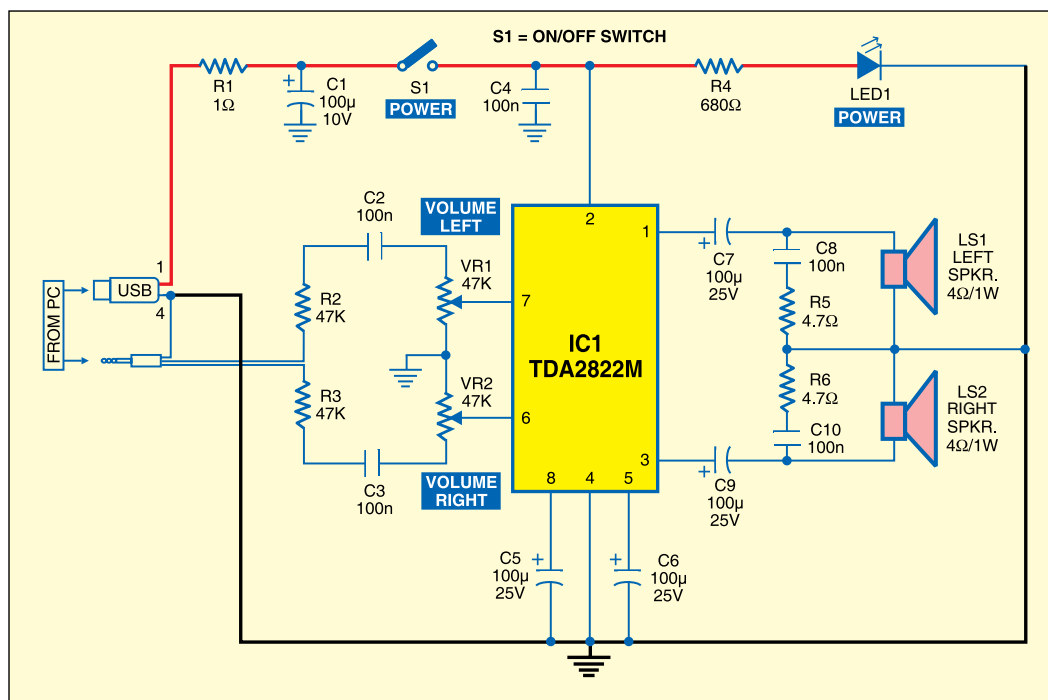 S1 = ON/OFF SWITCH
R1
1Ω
+
C1
100µ
10V
S1
POWER
C4
100n
R4
680Ω
LED1
POWER
C2
100n
VOLUME
LEFT
2
1
+
C7
100µ
25V
C8
100n
LS1
LEFT
SPKR.
4Ω/1W
FROM PC
USB
1
4
R2
47K
VR1
47K
7
R5
4.7Ω
IC1
TDA2822M
R3
47K
VR2
47K
6
R6
4.7Ω
C10
100n
LS2
RIGHT
SPKR.
4Ω/1W
C3
100n
VOLUME
RIGHT
8
4
5
3
+
C9
100µ
25V
C5
100µ
25V
+
+
C6
100µ
25V